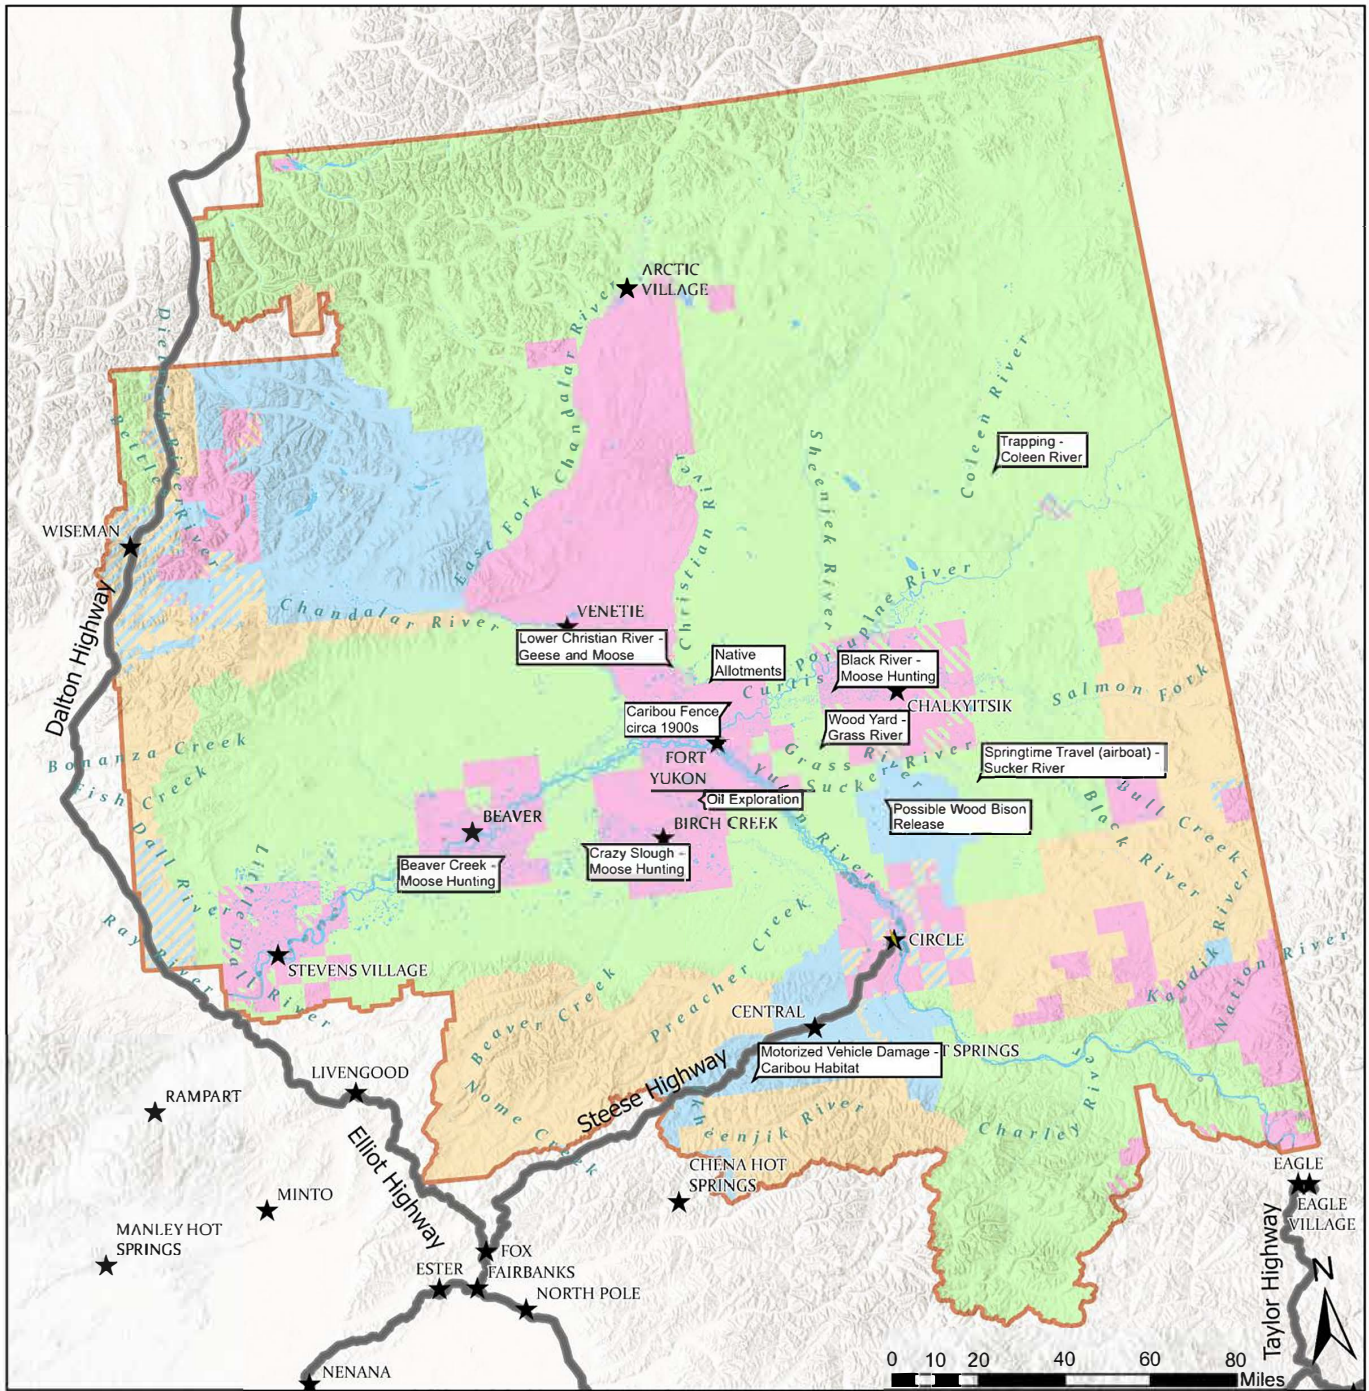 ARCTIC
VILLAGE
Dietrich River
Bettles River
East Fork Chandalar River
Christian River
Sheenjek River
Coleen River
Trapping -
Coleen River
WISEMAN
Dalton Highway
Chandalar River
VENETIE
Lower Christian River -
Geese and Moose
Native
Allotments
Porcupine River
Curtis
Black River -
Moose Hunting
CHALKYITSIK
Salmon Fork
Caribou Fence
circa 1900s
Wood Yard -
Grass River
FORT
YUKON
Grass River
Sucker River
Springtime Travel (airboat) -
Sucker River
Bonanza Creek
Fish Creek
Yukon River
Oil Exploration
Possible Wood Bison
Release
Black River
Bull Creek
BEAVER
BIRCH CREEK
Beaver Creek -
Moose Hunting
Crazy Slough -
Moose Hunting
Dall River
Little Dall River
Ray River
STEVENS VILLAGE
CIRCLE
Kandik River
Nation River
Beaver Creek
Preacher Creek
CENTRAL
Motorized Vehicle Damage -
Caribou Habitat
T SPRINGS
LIVENGOOD
RAMPART
Nome Creek
Steese Highway
eenjik River
Charley River
Elliot Highway
CHENA HOT
SPRINGS
MINTO
MANLEY HOT
SPRINGS
EAGLE
EAGLE
VILLAGE
FOX
ESTER
FAIRBANKS
NORTH POLE
NENANA
Taylor Highway
N
0 10 20 40 60 80
Miles